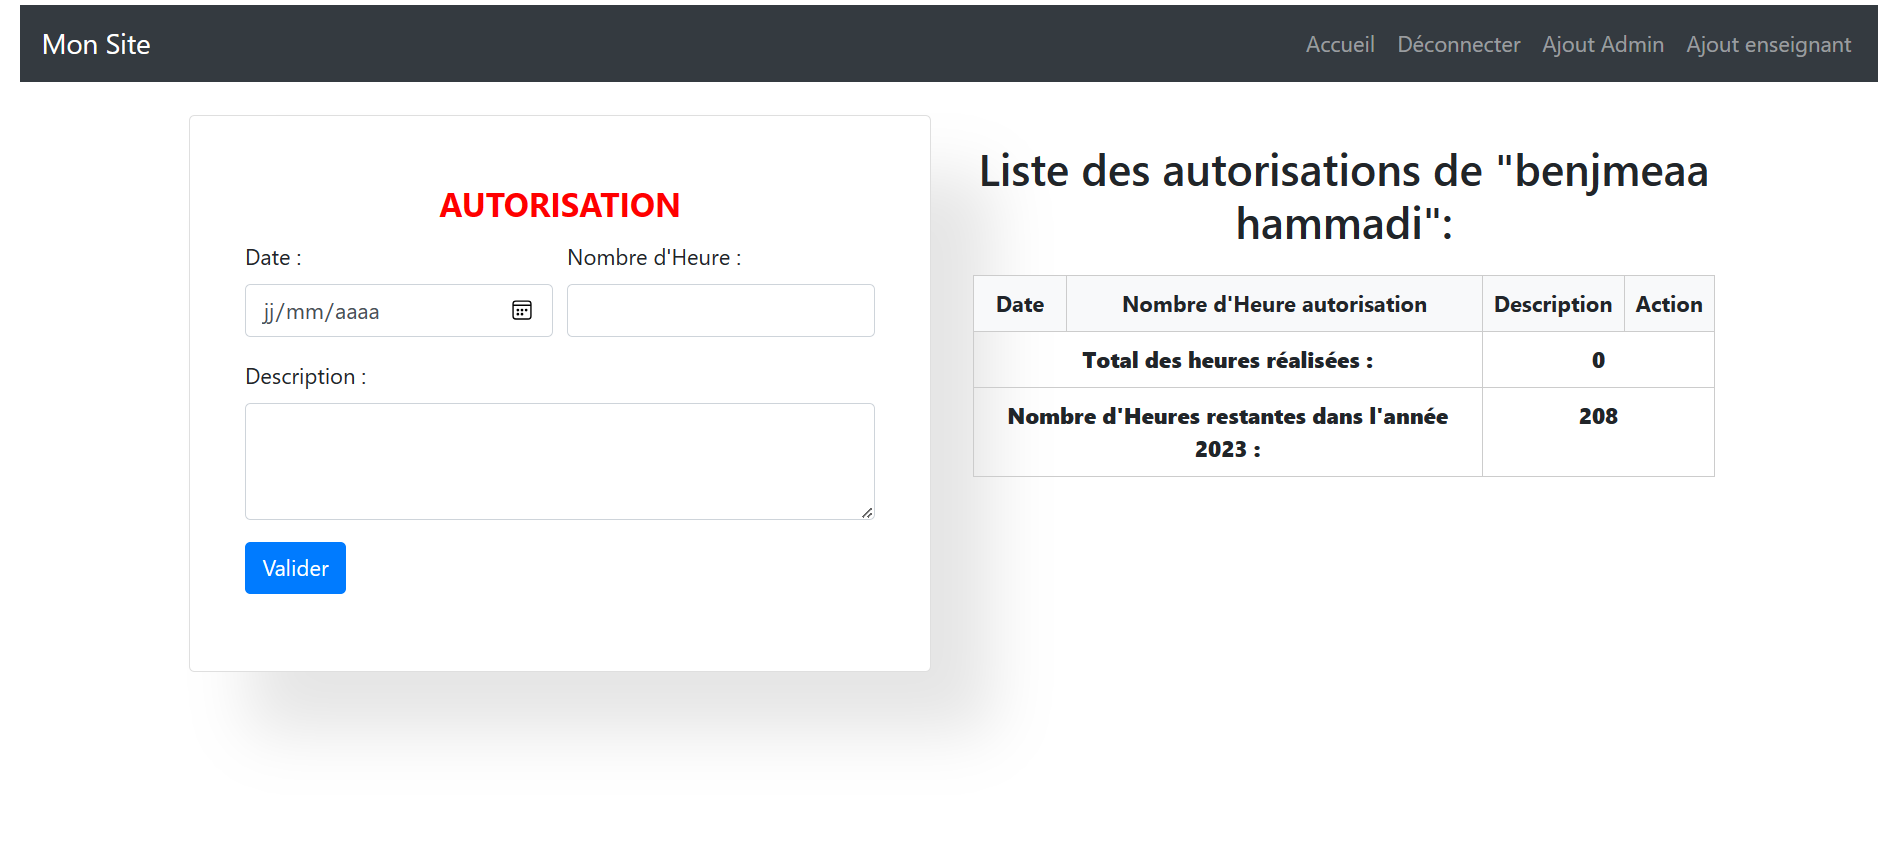 Mon Site
Accueil Déconnecter Ajout Admin Ajout enseignant
AUTORISATION
Date : Nombre d'Heure :
jj/mm/aaaa
Description :
Valider
Liste des autorisations de "benjmeaa
hammadi":
Date Nombre d'Heure autorisation Description Action
Total des heures réalisées : 0
Nombre d'Heures restantes dans l'année 208
2023 :